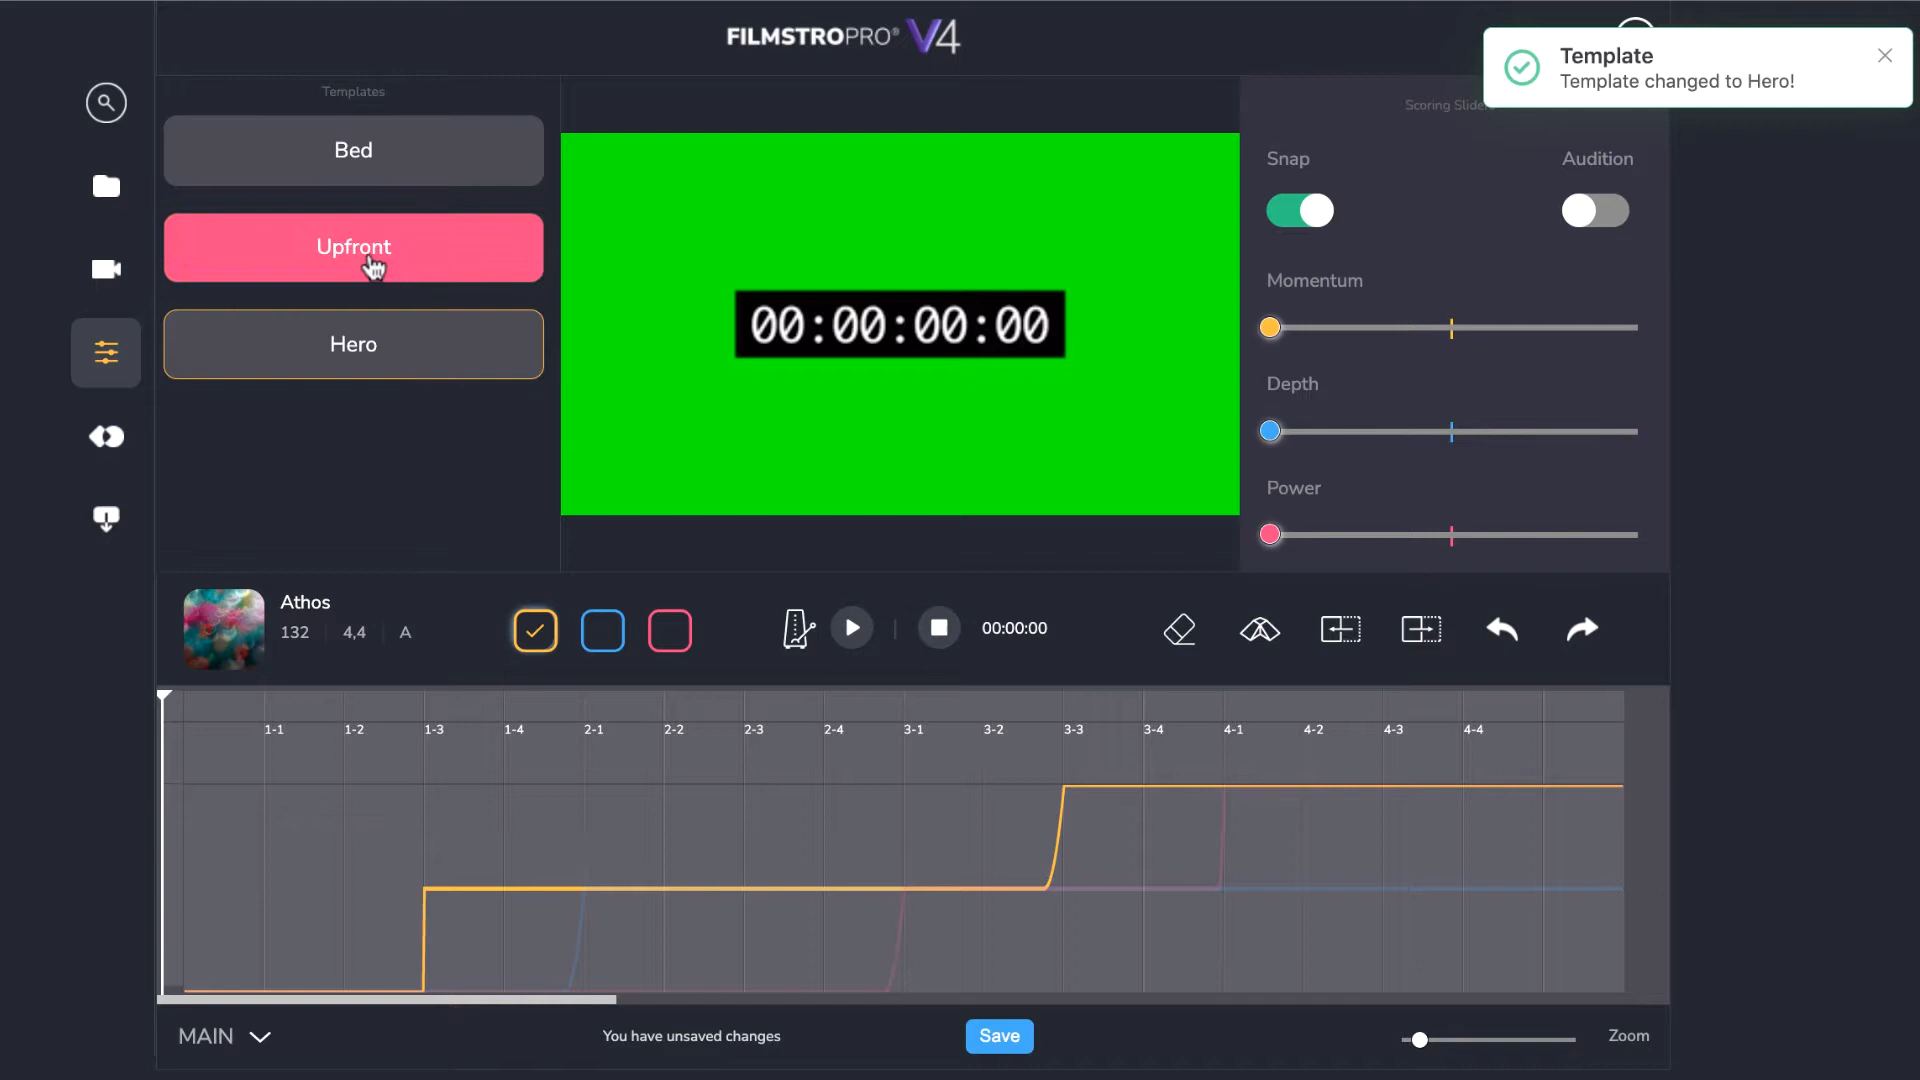 FILMSTROPRO® V4
Template
Template changed to Hero!
Templates
Bed
Upfront
Hero
00:00:00:00
Snap
Audition
Momentum
Depth
Power
Athos
132 4,4 A
00:00:00
1-1 1-2 1-3 1-4 2-1 2-2 2-3 2-4 3-1 3-2 3-3 3-4 4-1 4-2 4-3 4-4
MAIN
You have unsaved changes
Save
Zoom
Scoring